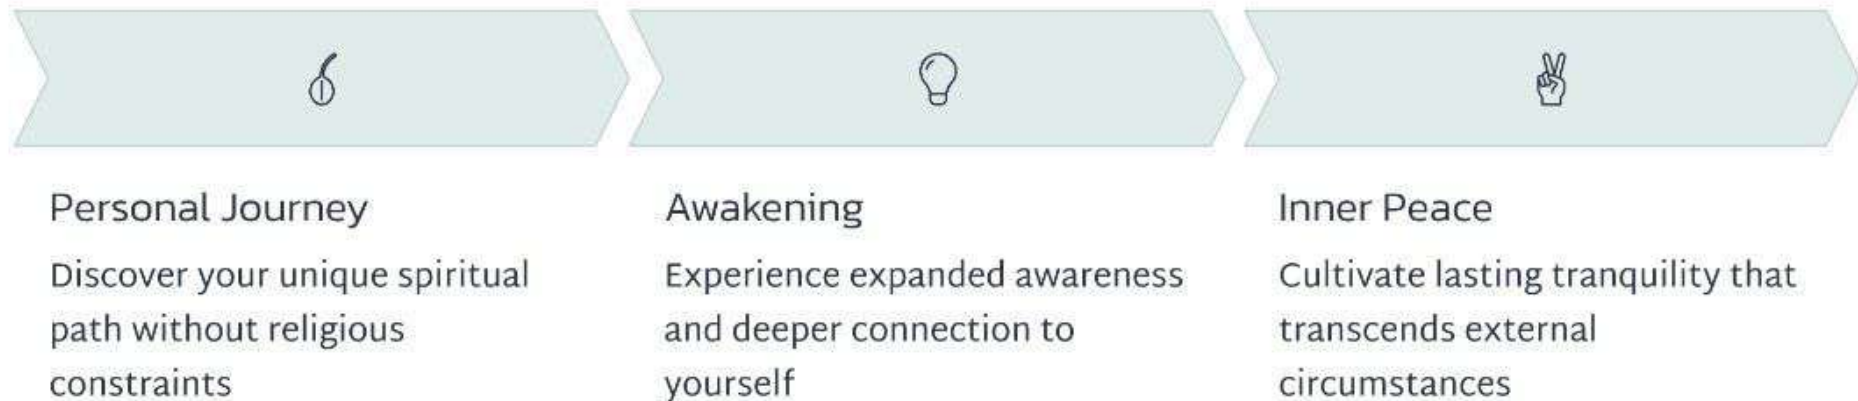 Personal Journey
Discover your unique spiritual
path without religious
constraints
Awakening
Experience expanded awareness
and deeper connection to
yourself
Inner Peace
Cultivate lasting tranquility that
transcends external
circumstances